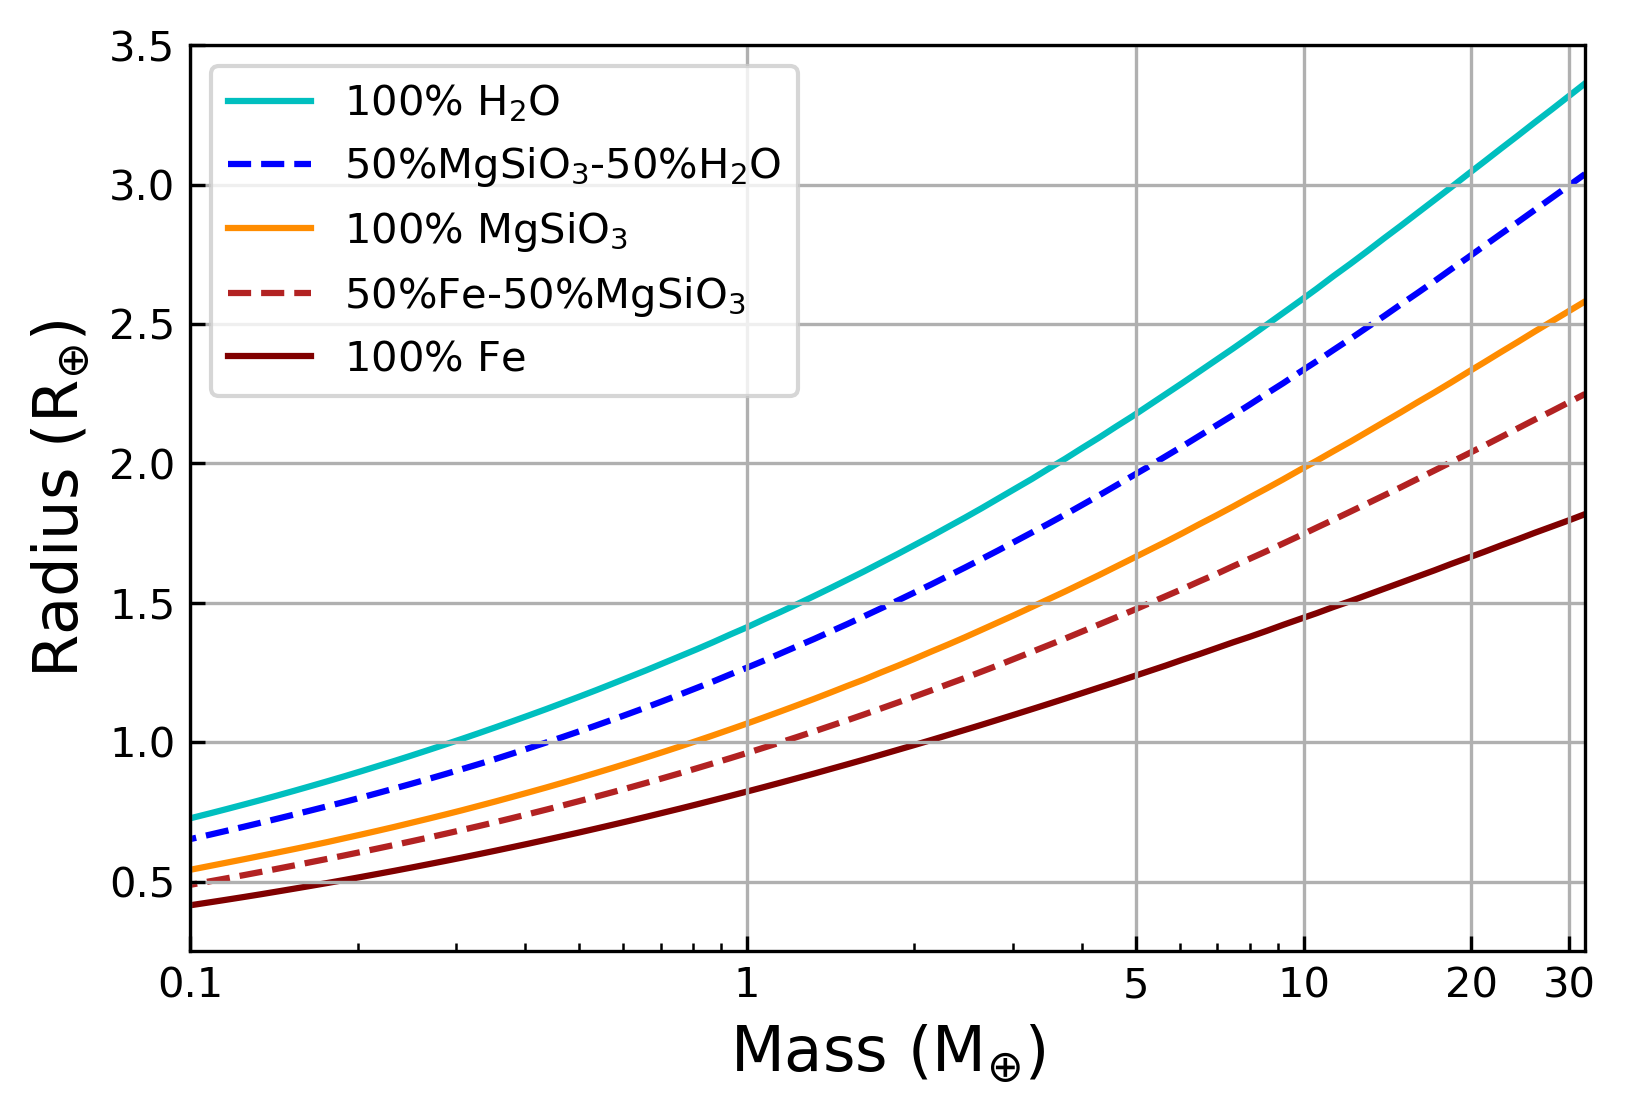 3.5
3.0
2.5
2.0
1.5
1.0
0.5
Radius (R⊕)
100% H₂O
50%MgSiO₃-50%H₂O
100% MgSiO₃
50%Fe-50%MgSiO₃
100% Fe
0.1 1 5 10 20 30
Mass (M⊕)